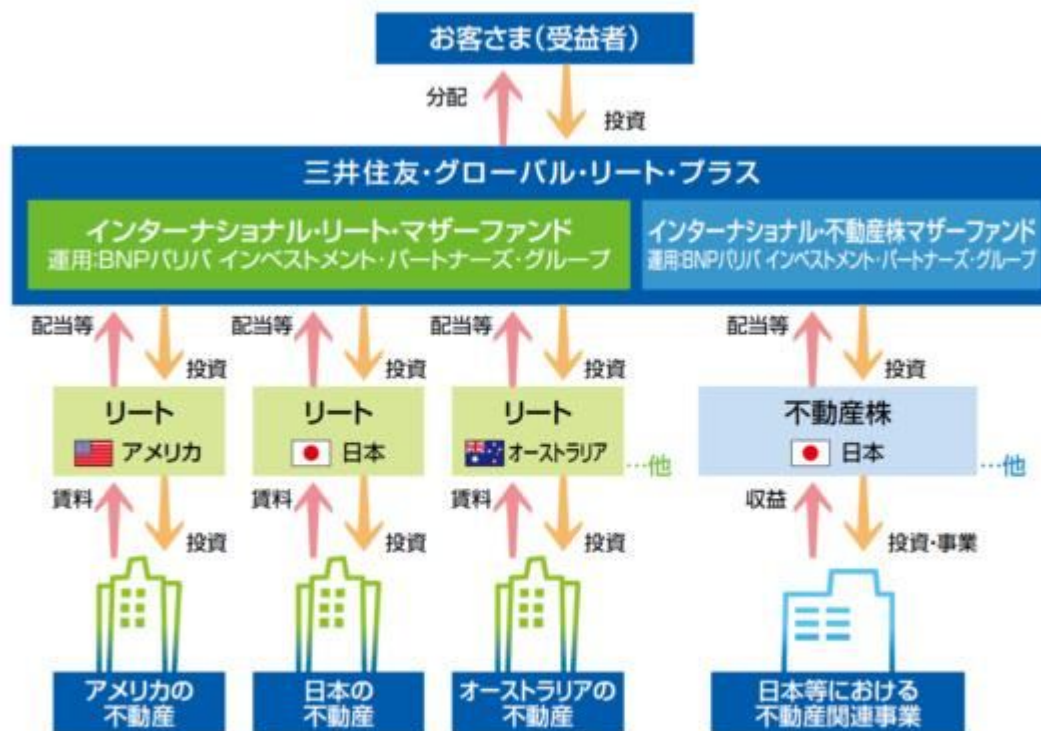 お客さま(受益者)
分配
投資
三井住友・グローバル・リート・プラス
インターナショナル・リート・マザーファンド
運用:BNPパリバ インベストメント・パートナーズ・グループ
インターナショナル・不動産株マザーファンド
運用:BNPパリバ インベストメント・パートナーズ・グループ
配当等
投資
配当等
投資
配当等
投資
配当等
投資
リート
アメリカ
リート
日本
リート
オーストラリア
…他
不動産株
日本
…他
賃料
投資
賃料
投資
賃料
投資
収益
投資・事業
アメリカの
不動産
日本の
不動産
オーストラリアの
不動産
日本等における
不動産関連事業